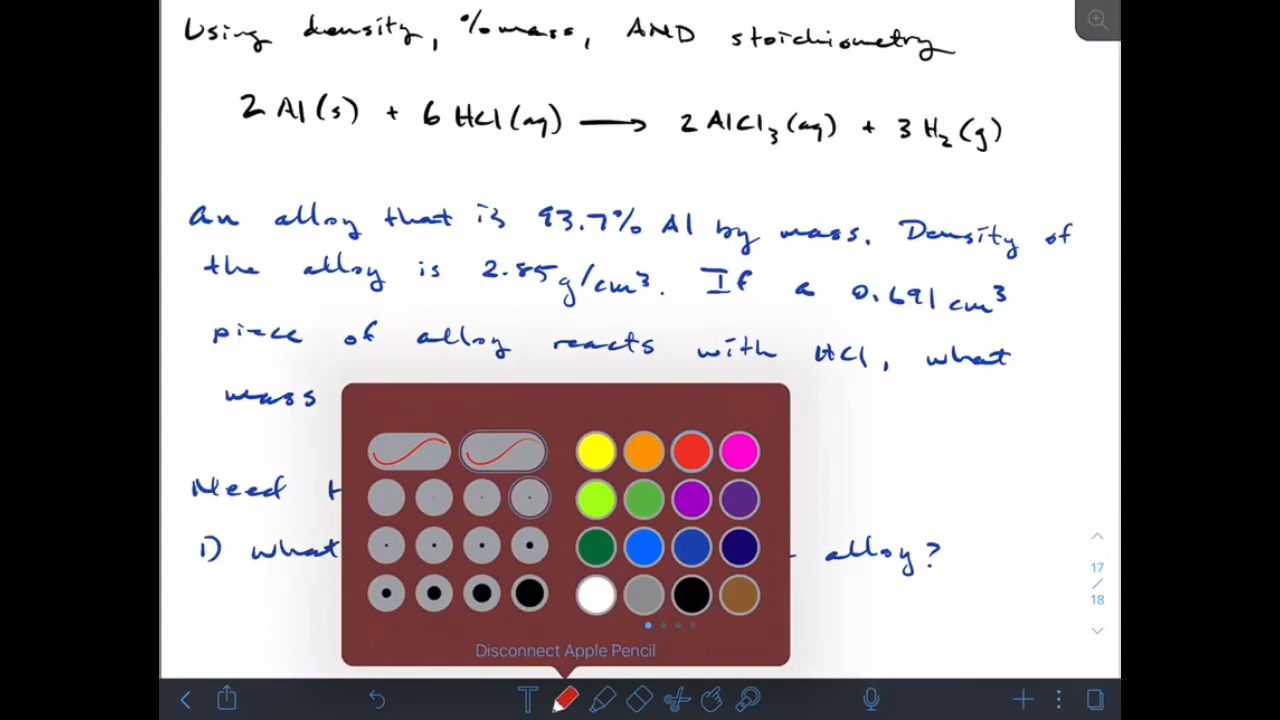 Using density, % mass, AND stoichiometry
2 Al(s) + 6 HCl(aq) → 2 AlCl₃(aq) + 3 H₂(g)
An alloy that is 93.7% Al by mass. Density of
the alloy is 2.85g/cm³. If a 0.691 cm³
piece of alloy reacts with HCl, what
mass
Need
1) what alloy?
17
/
18
Disconnect Apple Pencil
T